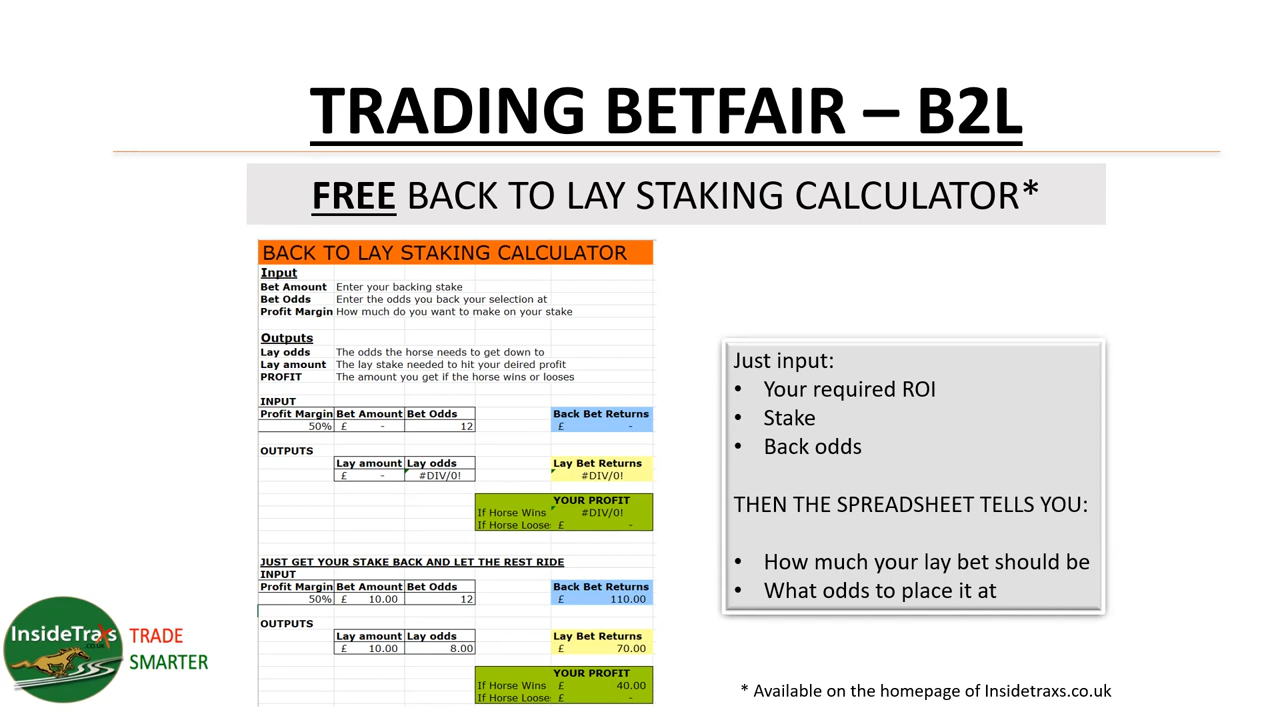 TRADING BETFAIR – B2L
FREE BACK TO LAY STAKING CALCULATOR*
BACK TO LAY STAKING CALCULATOR
Input
Bet Amount Enter your backing stake
Bet Odds Enter the odds you back your selection at
Profit Margin How much do you want to make on your stake
Outputs
Lay odds The odds the horse needs to get down to
Lay amount The lay stake needed to hit your deired profit
PROFIT The amount you get if the horse wins or looses
INPUT
Profit Margin Bet Amount Bet Odds Back Bet Returns
50% £ - 12 £ -
OUTPUTS
Lay amount Lay odds Lay Bet Returns
£ - #DIV/0! #DIV/0!
YOUR PROFIT
If Horse Wins #DIV/0!
If Horse Loose: £ -
JUST GET YOUR STAKE BACK AND LET THE REST RIDE
INPUT
Profit Margin Bet Amount Bet Odds Back Bet Returns
50% £ 10.00 12 £ 110.00
OUTPUTS
Lay amount Lay odds Lay Bet Returns
£ 10.00 8.00 £ 70.00
YOUR PROFIT
If Horse Wins £ 40.00
If Horse Loose: £ -
Just input:
• Your required ROI
• Stake
• Back odds
THEN THE SPREADSHEET TELLS YOU:
• How much your lay bet should be
• What odds to place it at
InsideTraxs
.CO.UK
TRADE
SMARTER
* Available on the homepage of Insidetraxs.co.uk